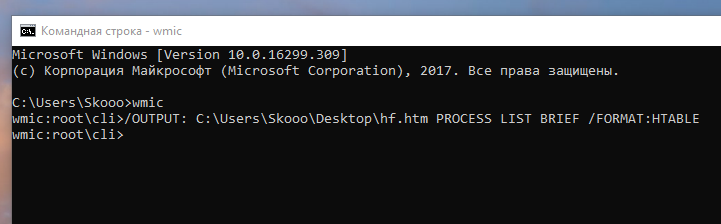 Командная строка - wmic
Microsoft Windows [Version 10.0.16299.309]
(c) Корпорация Майкрософт (Microsoft Corporation), 2017. Все права защищены.
C:\Users\Skooo>wmic
wmic:root\cli>/OUTPUT: C:\Users\Skooo\Desktop\hf.htm PROCESS LIST BRIEF /FORMAT:HTABLE
wmic:root\cli>